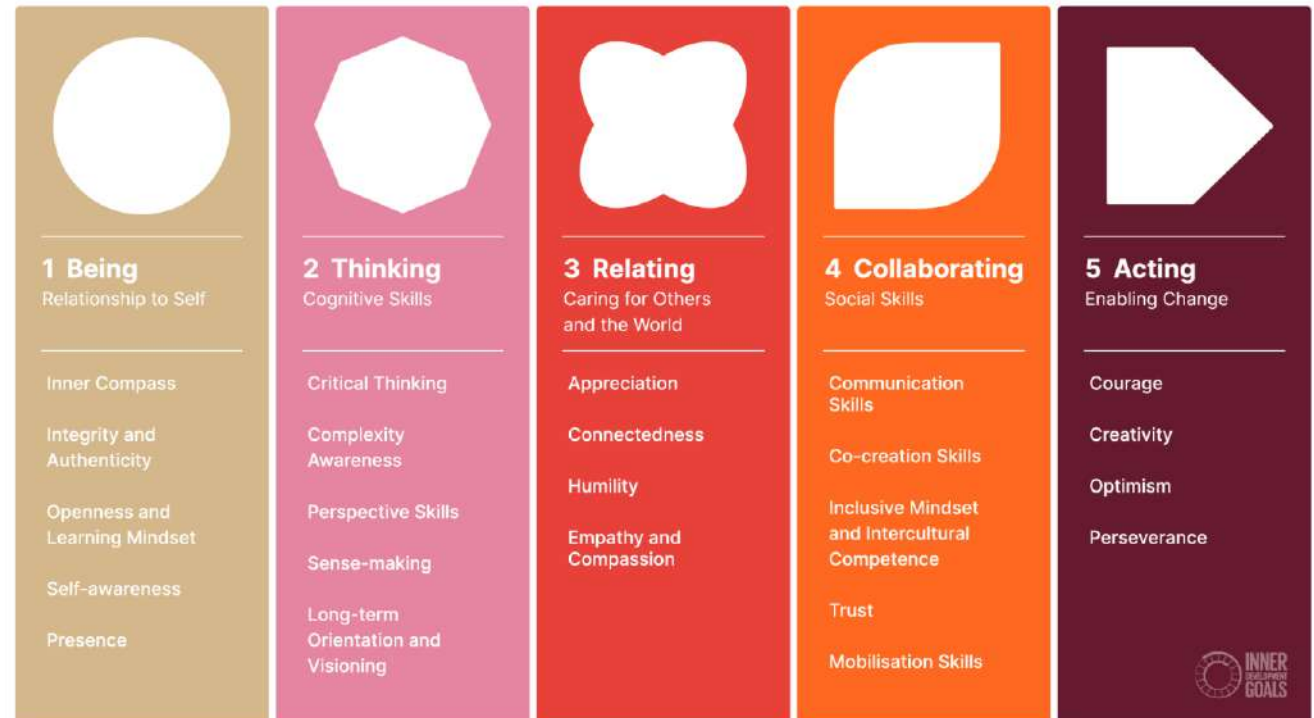 1 Being
Relationship to Self
Inner Compass
Integrity and
Authenticity
Openness and
Learning Mindset
Self-awareness
Presence
2 Thinking
Cognitive Skills
Critical Thinking
Complexity
Awareness
Perspective Skills
Sense-making
Long-term
Orientation and
Visioning
3 Relating
Caring for Others
and the World
Appreciation
Connectedness
Humility
Empathy and
Compassion
4 Collaborating
Social Skills
Communication
Skills
Co-creation Skills
Inclusive Mindset
and Intercultural
Competence
Trust
Mobilisation Skills
5 Acting
Enabling Change
Courage
Creativity
Optimism
Perseverance
INNER
DEVELOPMENT
GOALS